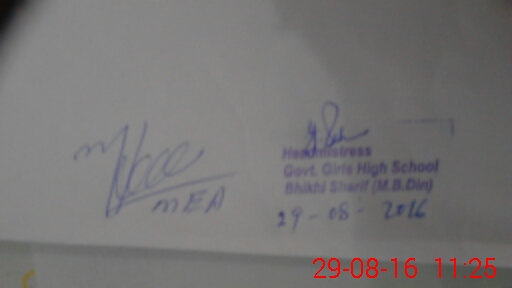 MEA
Headmistress
Govt. Girls High School
Bhikhi Sharif (M.B.Din)
29-08-2016
29-08-16 11:25